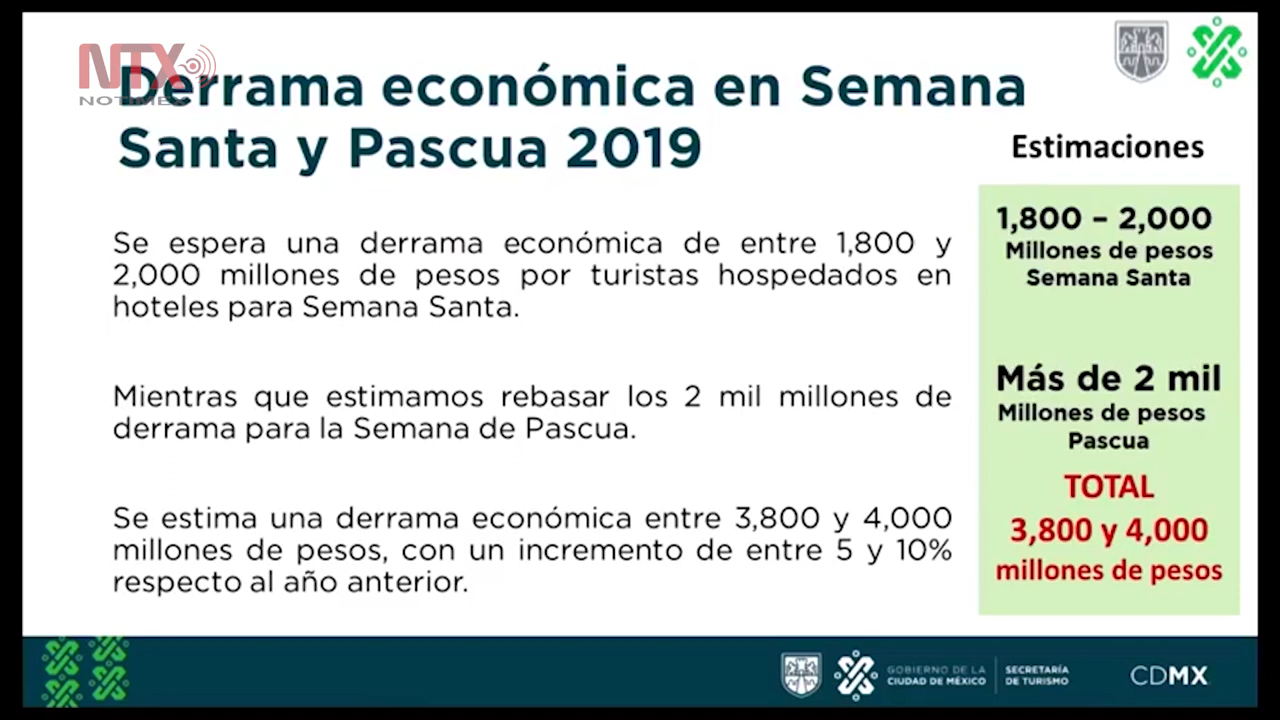 NTX
NOTIMEX
Derrama económica en Semana
Santa y Pascua 2019
Estimaciones
Se espera una derrama económica de entre 1,800 y
2,000 millones de pesos por turistas hospedados en
hoteles para Semana Santa.
Mientras que estimamos rebasar los 2 mil millones de
derrama para la Semana de Pascua.
Se estima una derrama económica entre 3,800 y 4,000
millones de pesos, con un incremento de entre 5 y 10%
respecto al año anterior.
1,800 – 2,000
Millones de pesos
Semana Santa
Más de 2 mil
Millones de pesos
Pascua
TOTAL
3,800 y 4,000
millones de pesos
GOBIERNO DE LA
CIUDAD DE MÉXICO
SECRETARÍA
DE TURISMO
CDMX